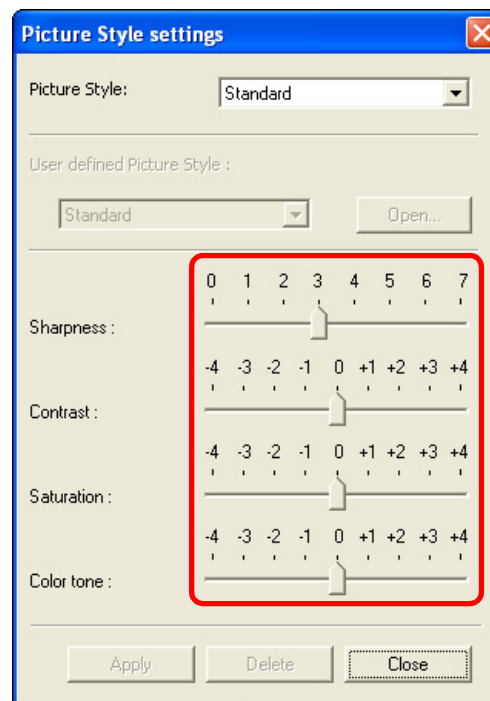 Picture Style settings
Picture Style: Standard
User defined Picture Style :
Standard Open...
0 1 2 3 4 5 6 7
Sharpness :
-4 -3 -2 -1 0 +1 +2 +3 +4
Contrast :
-4 -3 -2 -1 0 +1 +2 +3 +4
Saturation :
-4 -3 -2 -1 0 +1 +2 +3 +4
Color tone :
Apply Delete Close